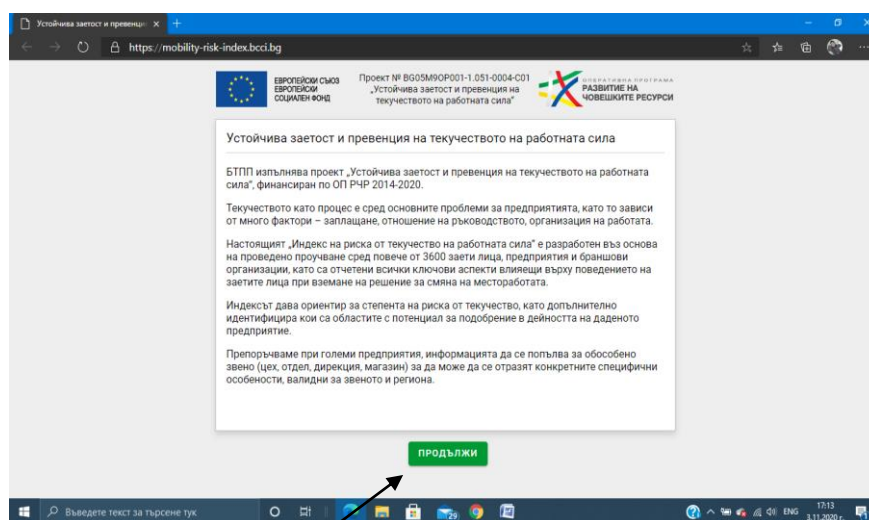 Устойчива заетост и превенци
https://mobility-risk-index.bcci.bg
ЕВРОПЕЙСКИ СЪЮЗ
ЕВРОПЕЙСКИ
СОЦИАЛЕН ФОНД
Проект № BG05M9OP001-1.051-0004-C01
„Устойчива заетост и превенция на
текучеството на работната сила“
ОПЕРАТИВНА ПРОГРАМА
РАЗВИТИЕ НА
ЧОВЕШКИТЕ РЕСУРСИ
Устойчива заетост и превенция на текучеството на работната сила
БТПП изпълнява проект „Устойчива заетост и превенция на текучеството на работната
сила“, финансиран по ОП РЧР 2014-2020.
Текучеството като процес е сред основните проблеми за предприятията, като то зависи
от много фактори – заплащане, отношение на ръководството, организация на работата.
Настоящият „Индекс на риска от текучество на работната сила“ е разработен въз основа
на проведено проучване сред повече от 3600 заети лица, предприятия и браншови
организации, като са отчетени всички ключови аспекти влияещи върху поведението на
заетите лица при вземане на решение за смяна на месторабота­та.
Индексът дава ориентир за степента на риска от текучество, като допълнително
идентифицира кои са областите с потенциал за подобрение в дейността на даденото
предприятие.
Препоръчваме при големи предприятия, информацията да се попълва за обособено
звено (цех, отдел, дирекция, магазин) за да може да се отразят конкретните специфични
особености, валидни за звеното и региона.
ПРОДЪЛЖИ
Въведете текст за търсене тук
29
ENG
17:13
3.11.2020 г.